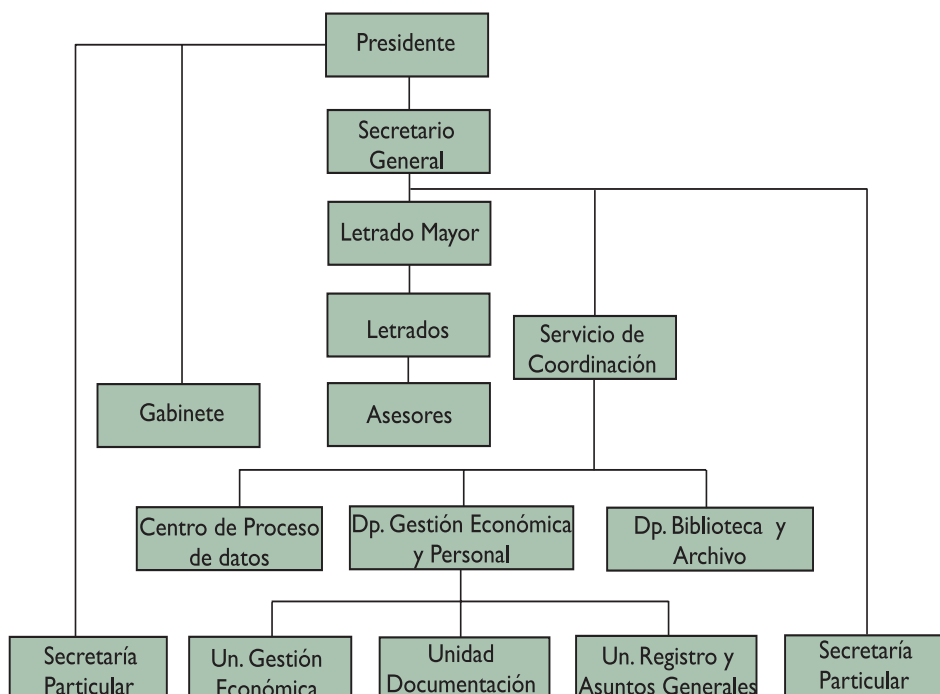 Presidente
Secretario
General
Letrado Mayor
Letrados
Servicio de
Coordinación
Gabinete
Asesores
Centro de Proceso
de datos
Dp. Gestión Económica
y Personal
Dp. Biblioteca y
Archivo
Secretaría
Particular
Un. Gestión
Económica
Unidad
Documentación
Un. Registro y
Asuntos Generales
Secretaría
Particular